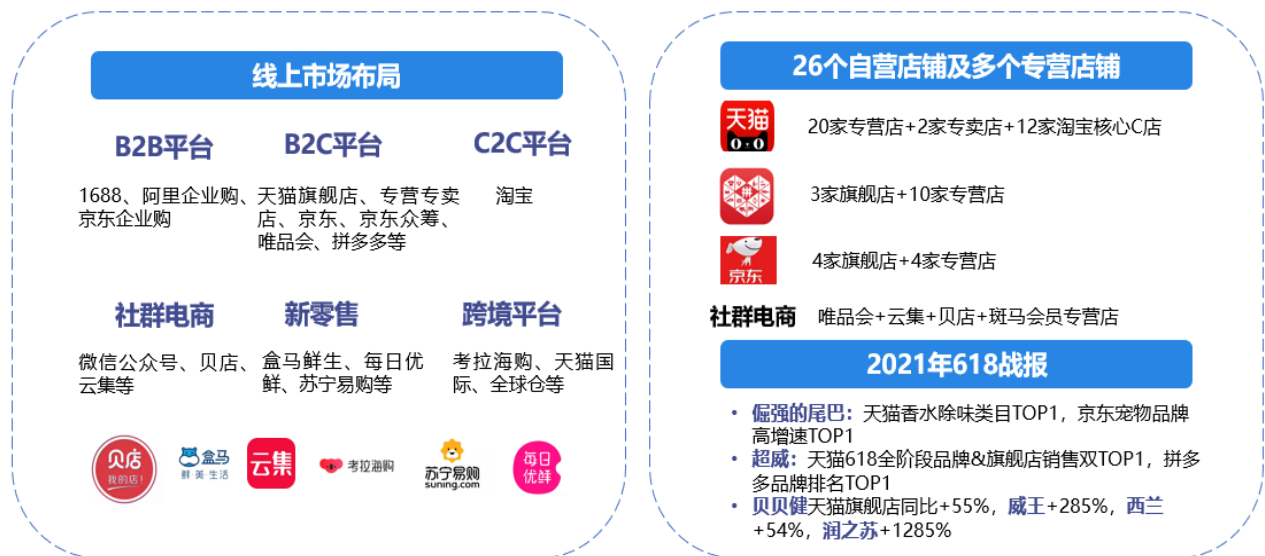 线上市场布局
B2B平台
1688、阿里企业购、
京东企业购
B2C平台
天猫旗舰店、专营专卖
店、京东、京东众筹、
唯品会、拼多多等
C2C平台
淘宝
社群电商
微信公众号、贝店、
云集等
新零售
盒马鲜生、每日优
鲜、苏宁易购等
跨境平台
考拉海购、天猫国
际、全球仓等
贝店
我的店!
盒马
鲜·美·生活
云集
考拉海购
苏宁易购
suning.com
每日
优鲜
26个自营店铺及多个专营店铺
天猫
20家专营店+2家专卖店+12家淘宝核心C店
拼
3家旗舰店+10家专营店
京东
4家旗舰店+4家专营店
社群电商
唯品会+云集+贝店+斑马会员专营店
2021年618战报
• 倔强的尾巴：天猫香水除味类目TOP1，京东宠物品牌
高增速TOP1
• 超威：天猫618全阶段品牌&旗舰店销售双TOP1，拼多
多品牌排名TOP1
• 贝贝健天猫旗舰店同比+55%，威王+285%，西兰
+54%，润之苏+1285%